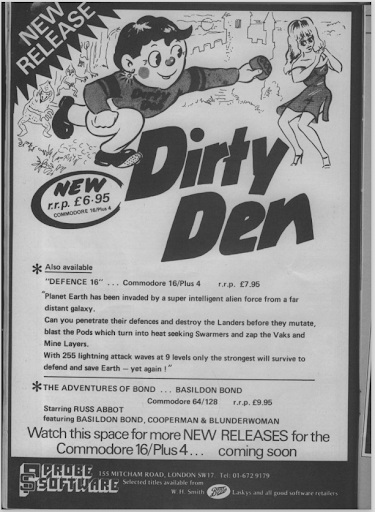 NEW
RELEASE
Dirty
Den
NEW
r.r.p. £6·95
COMMODORE 16/Plus 4
* Also available
"DEFENCE 16" ... Commodore 16/Plus 4 r.r.p. £7.95
"Planet Earth has been invaded by a super intelligent alien force from a far
distant galaxy.
Can you penetrate their defences and destroy the Landers before they mutate,
blast the Pods which turn into heat seeking Swarmers and zap the Vaks and
Mine Layers.
With 255 lightning attack waves at 9 levels only the strongest will survive to
defend and save Earth – yet again !"
* THE ADVENTURES OF BOND ... BASILDON BOND
Commodore 64/128 r.r.p. £9.95
Starring RUSS ABBOT
featuring BASILDON BOND, COOPERMAN & BLUNDERWOMAN
Watch this space for more NEW RELEASES for the
Commodore 16/Plus 4... coming soon
PROBE
SOFTWARE
155 MITCHAM ROAD, LONDON SW17. Tel: 01-672 9179
Selected titles available from
W.H. Smith Boots Laskys and all good software retailers